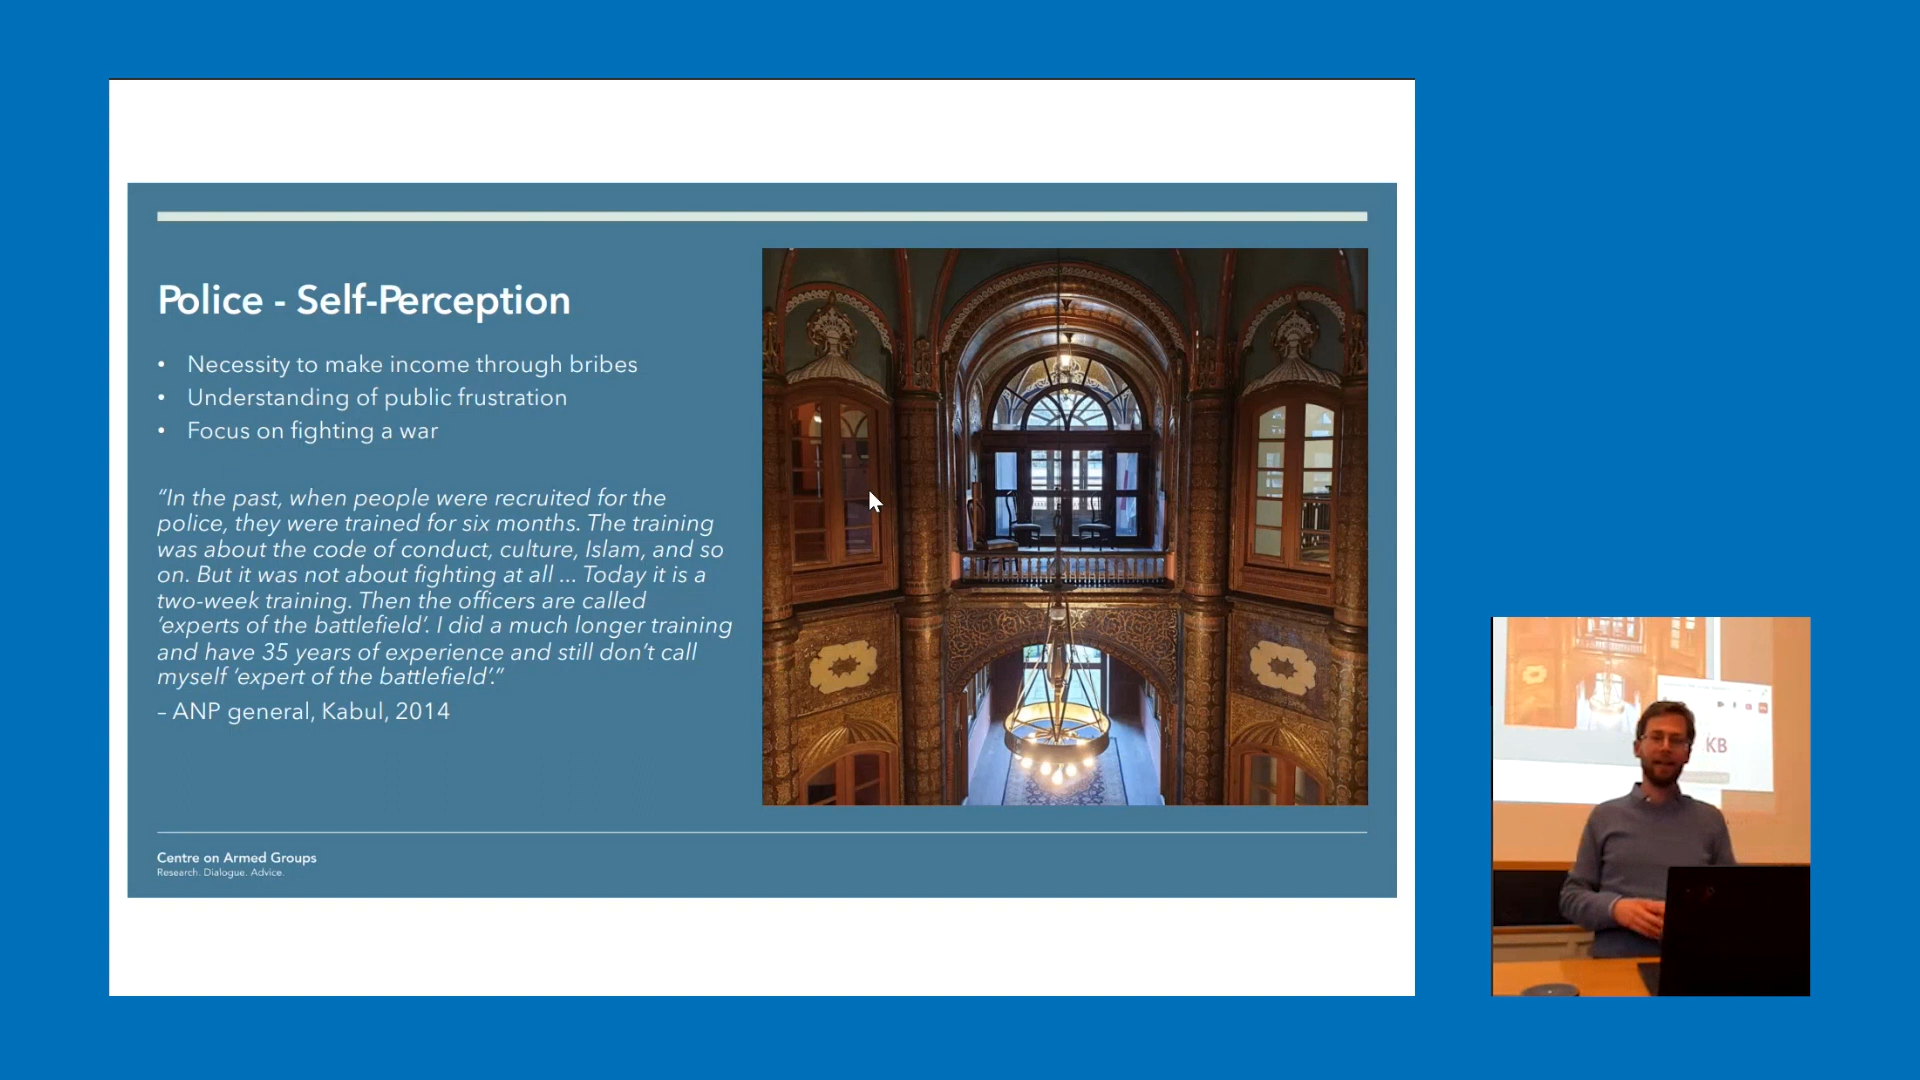 Police - Self-Perception
• Necessity to make income through bribes
• Understanding of public frustration
• Focus on fighting a war
“In the past, when people were recruited for the
police, they were trained for six months. The training
was about the code of conduct, culture, Islam, and so
on. But it was not about fighting at all ... Today it is a
two-week training. Then the officers are called
‘experts of the battlefield’. I did a much longer training
and have 35 years of experience and still don’t call
myself ‘expert of the battlefield’.”
– ANP general, Kabul, 2014
Centre on Armed Groups
Research. Dialogue. Advice.
KB